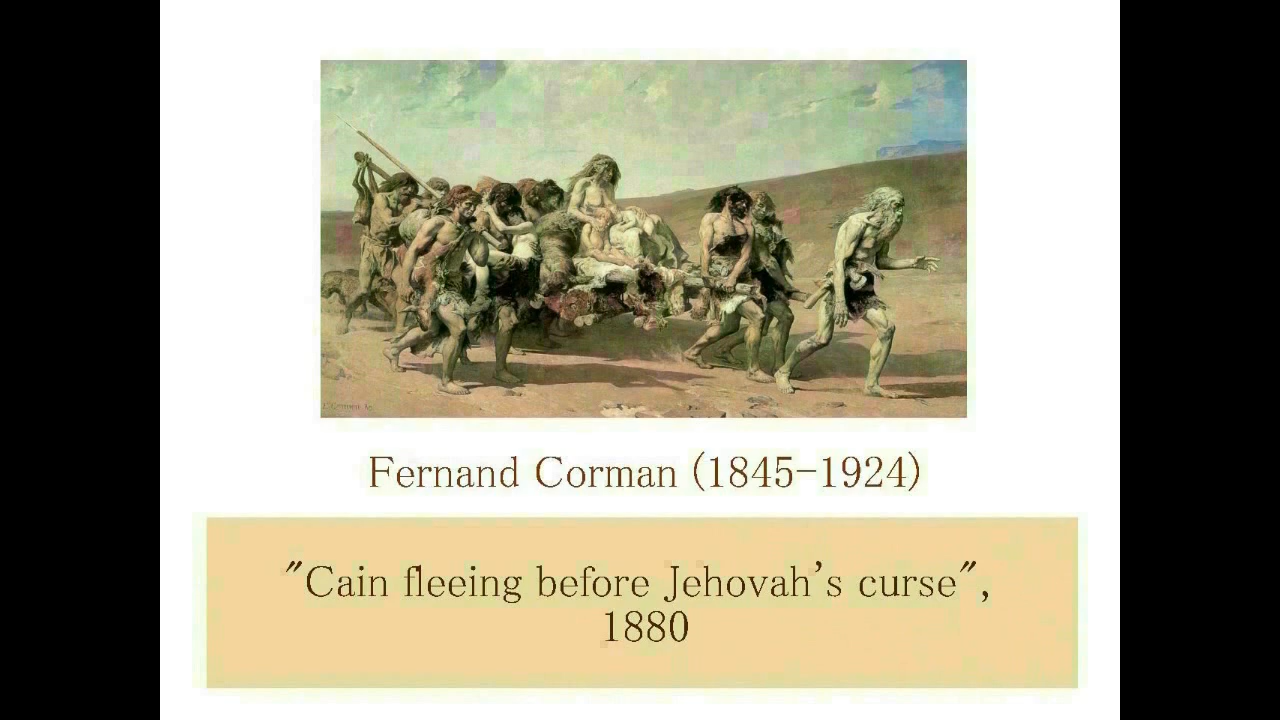 Fernand Corman (1845-1924)
"Cain fleeing before Jehovah's curse",
1880